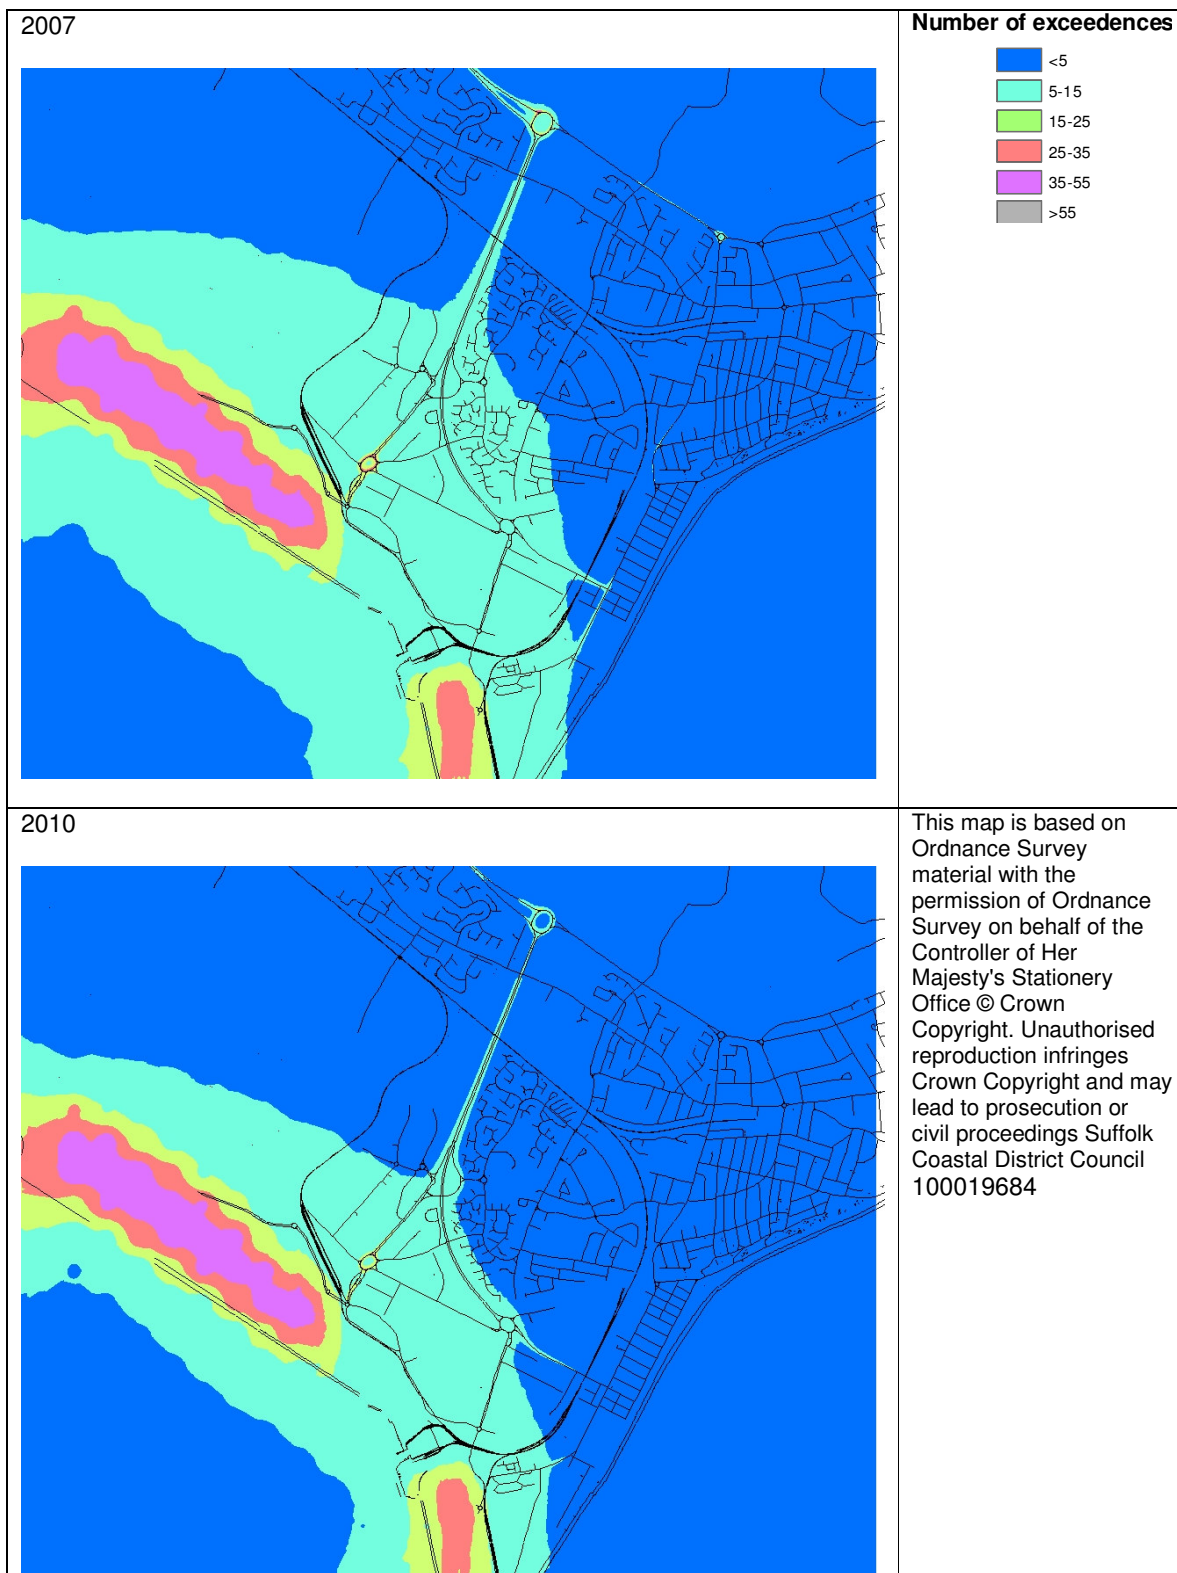 2007
Number of exceedences
<5
5-15
15-25
25-35
35-55
>55
2010
This map is based on
Ordnance Survey
material with the
permission of Ordnance
Survey on behalf of the
Controller of Her
Majesty's Stationery
Office © Crown
Copyright. Unauthorised
reproduction infringes
Crown Copyright and may
lead to prosecution or
civil proceedings Suffolk
Coastal District Council
100019684